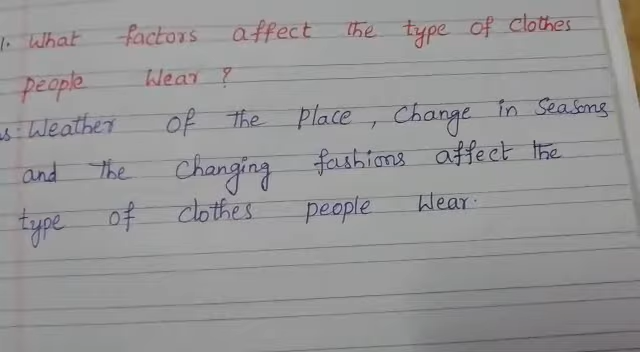 1. What factors affect the type of clothes
people Wear ?
s: Weather of the place, change in Seasons
and the changing fashions affect the
type of clothes people Wear.